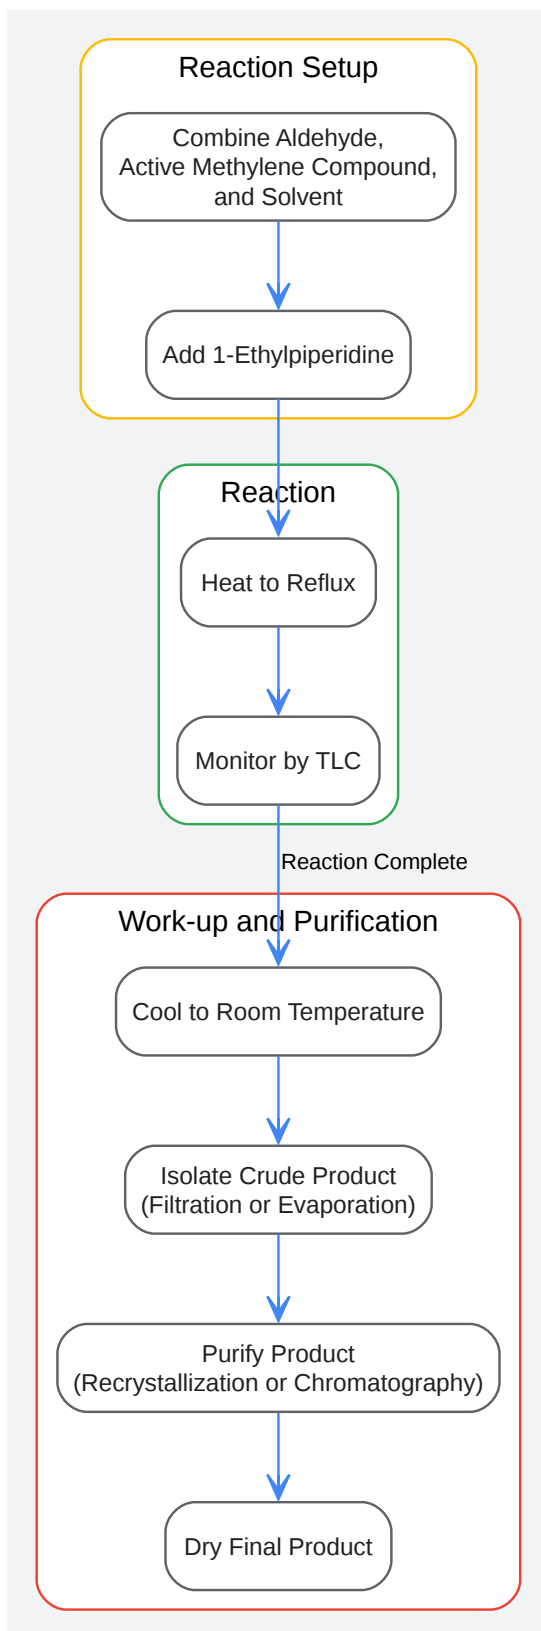 Reaction Setup
Combine Aldehyde,
Active Methylene Compound,
and Solvent
Add 1-Ethylpiperidine
Reaction
Heat to Reflux
Monitor by TLC
Reaction Complete
Work-up and Purification
Cool to Room Temperature
Isolate Crude Product
(Filtration or Evaporation)
Purify Product
(Recrystallization or Chromatography)
Dry Final Product